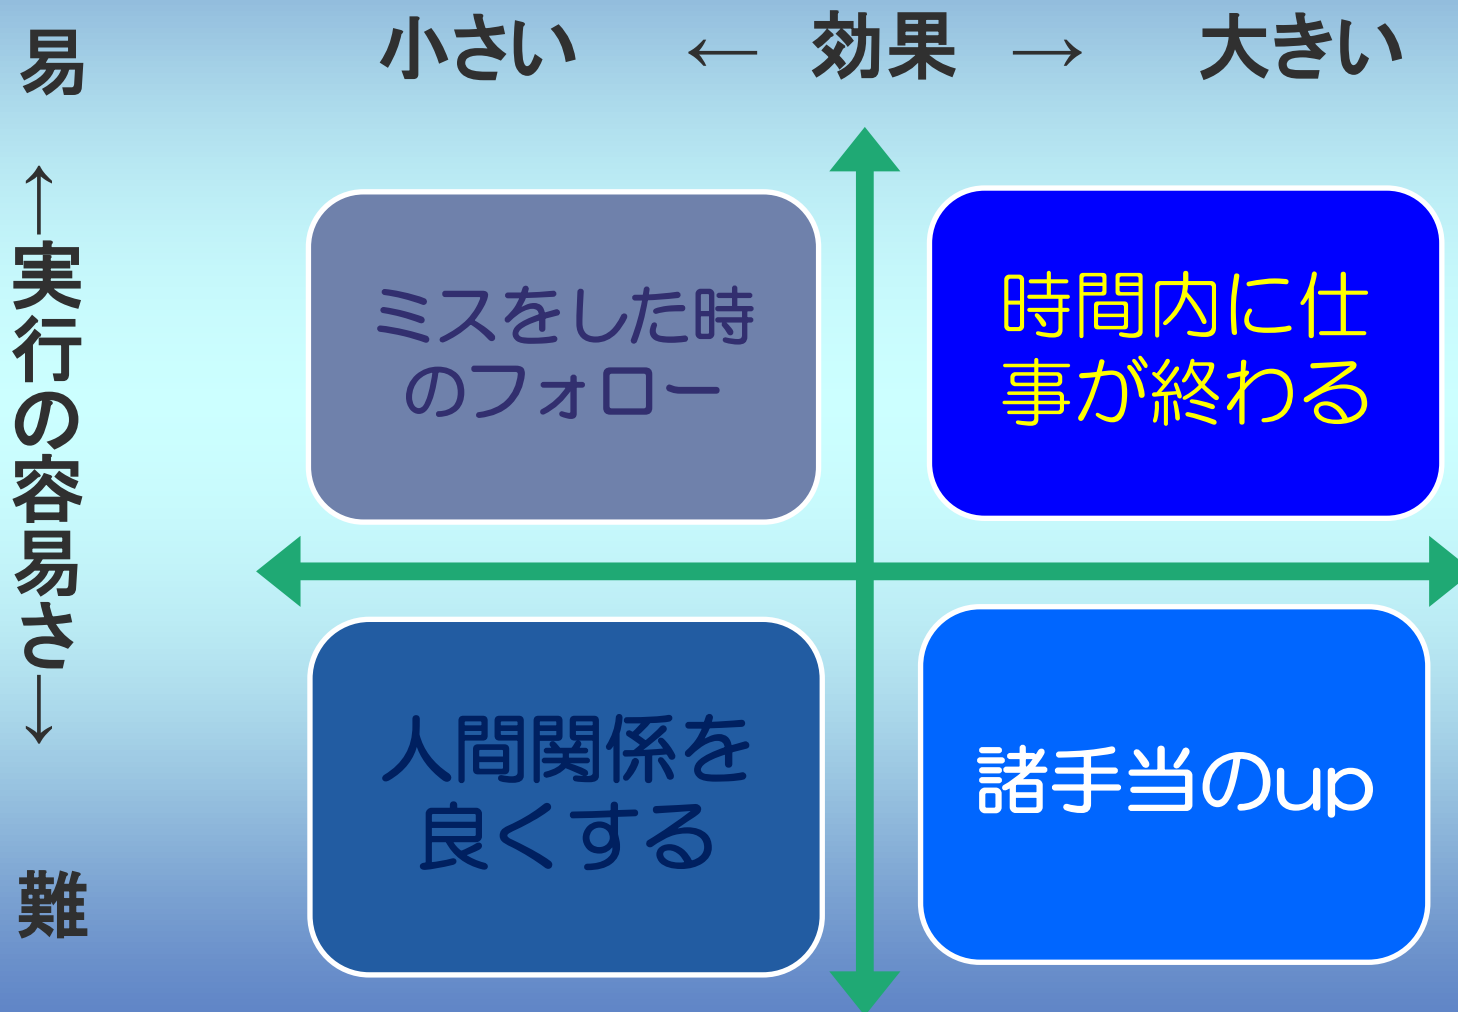 易
小さい ← 効果 → 大きい
←実行の容易さ→
難
ミスをした時
のフォロー
時間内に仕
事が終わる
人間関係を
良くする
諸手当のup